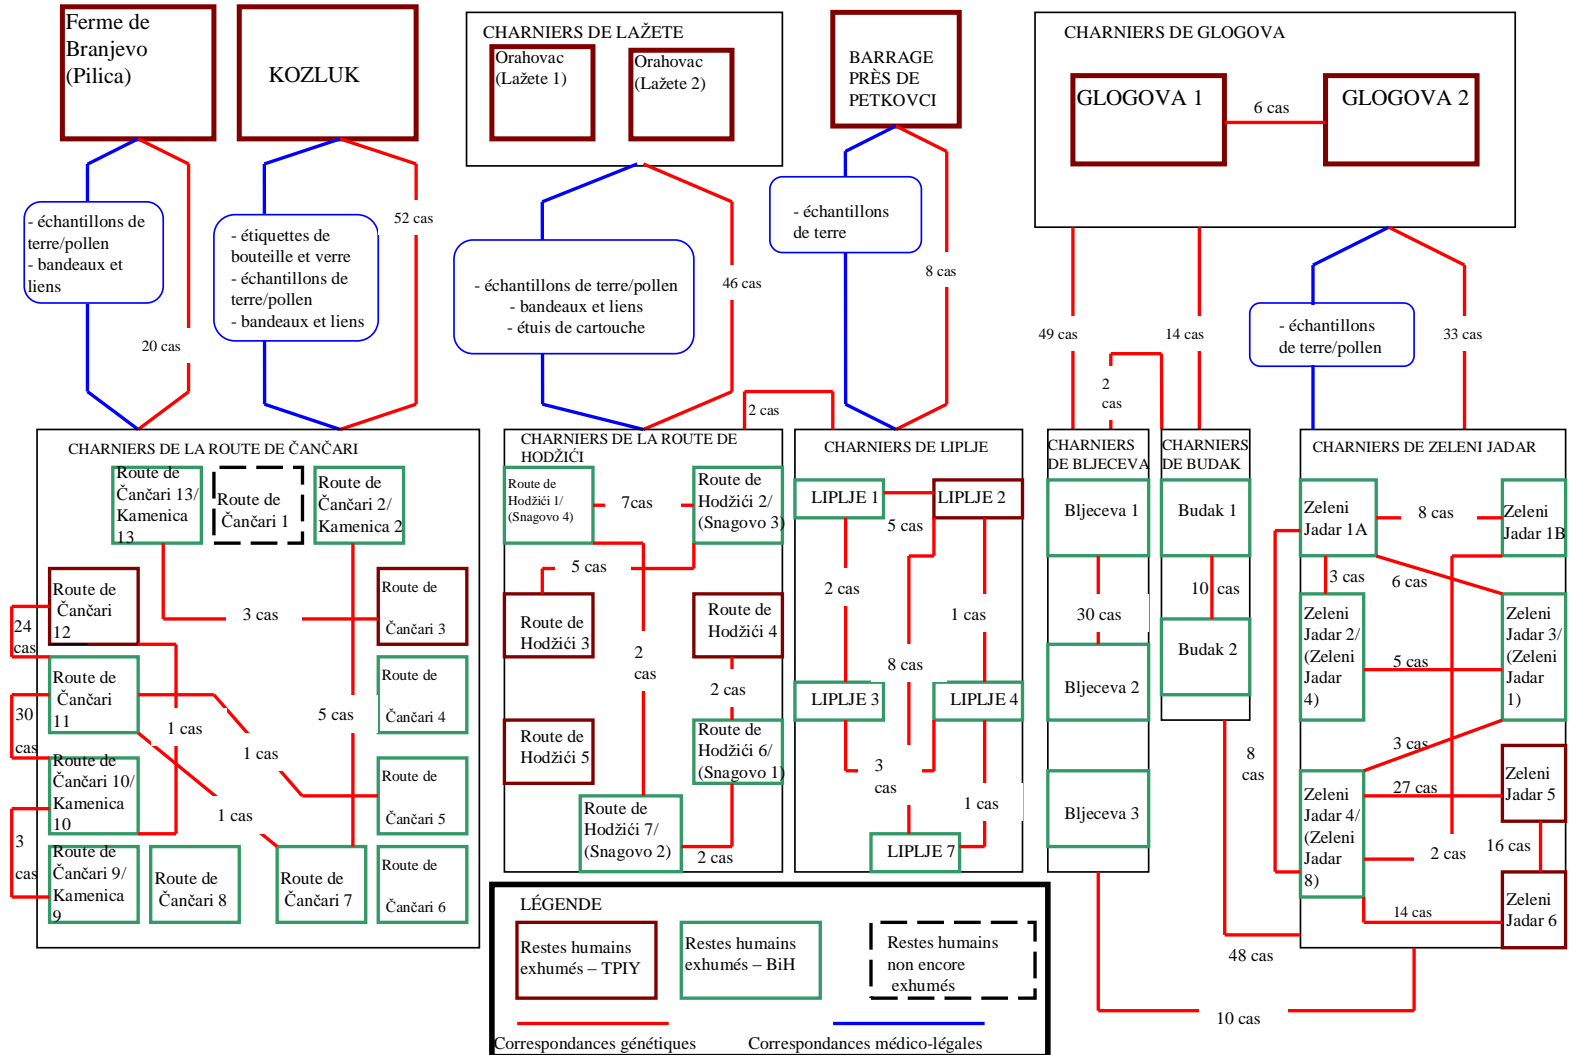 Ferme de
Branjevo
(Pilica)
KOZLUK
CHARNIERS DE LAŽETE
Orahovac
(Lažete 1)
Orahovac
(Lažete 2)
BARRAGE
PRÈS DE
PETKOVCI
CHARNIERS DE GLOGOVA
GLOGOVA 1
6 cas
GLOGOVA 2
- échantillons de
terre/pollen
- bandeaux et
liens
20 cas
- étiquettes de
bouteille et verre
- échantillons de
terre/pollen
- bandeaux et liens
52 cas
- échantillons de terre/pollen
- bandeaux et liens
- étuis de cartouche
46 cas
- échantillons
de terre
8 cas
49 cas
14 cas
- échantillons
de terre/pollen
33 cas
2 cas
2
cas
CHARNIERS DE LA ROUTE DE ČANČARI
Route de
Čančari 13/
Kamenica
13
Route de
Čančari 1
Route de
Čančari 2/
Kamenica 2
Route de
Čančari
12
3 cas
Route de
Čančari 3
24
cas
Route de
Čančari
11
Route de
Čančari 4
30
cas
1 cas
5 cas
1 cas
Route de
Čančari 10/
Kamenica
10
Route de
Čančari 5
1 cas
3
cas
Route de
Čančari 9/
Kamenica
9
Route de
Čančari 8
Route de
Čančari 7
Route de
Čančari 6
CHARNIERS DE LA ROUTE DE
HODŽIĆI
Route de
Hodžići 1/
(Snagovo 4)
7cas
Route de
Hodžići 2/
(Snagovo 3)
5 cas
Route de
Hodžići 3
Route de
Hodžići 4
2
cas
2 cas
Route de
Hodžići 5
Route de
Hodžići 6/
(Snagovo 1)
Route de
Hodžići 7/
(Snagovo 2)
2 cas
CHARNIERS DE LIPLJE
LIPLJE 1
LIPLJE 2
5 cas
2 cas
1 cas
8 cas
LIPLJE 3
LIPLJE 4
3
cas
1 cas
LIPLJE 7
CHARNIERS
DE BLJECEVA
Bljeceva 1
30 cas
Bljeceva 2
Bljeceva 3
CHARNIERS
DE BUDAK
Budak 1
10 cas
Budak 2
8
cas
48 cas
10 cas
CHARNIERS DE ZELENI JADAR
Zeleni
Jadar 1A
8 cas
Zeleni
Jadar 1B
3 cas
6 cas
Zeleni
Jadar 2/
(Zeleni
Jadar
4)
5 cas
Zeleni
Jadar 3/
(Zeleni
Jadar
1)
3 cas
Zeleni
Jadar 4/
(Zeleni
Jadar
8)
27 cas
Zeleni
Jadar 5
2 cas
16 cas
14 cas
Zeleni
Jadar 6
LÉGENDE
Restes humains
exhumés – TPIY
Restes humains
exhumés – BiH
Restes humains
non encore
exhumés
Correspondances génétiques
Correspondances médico-légales